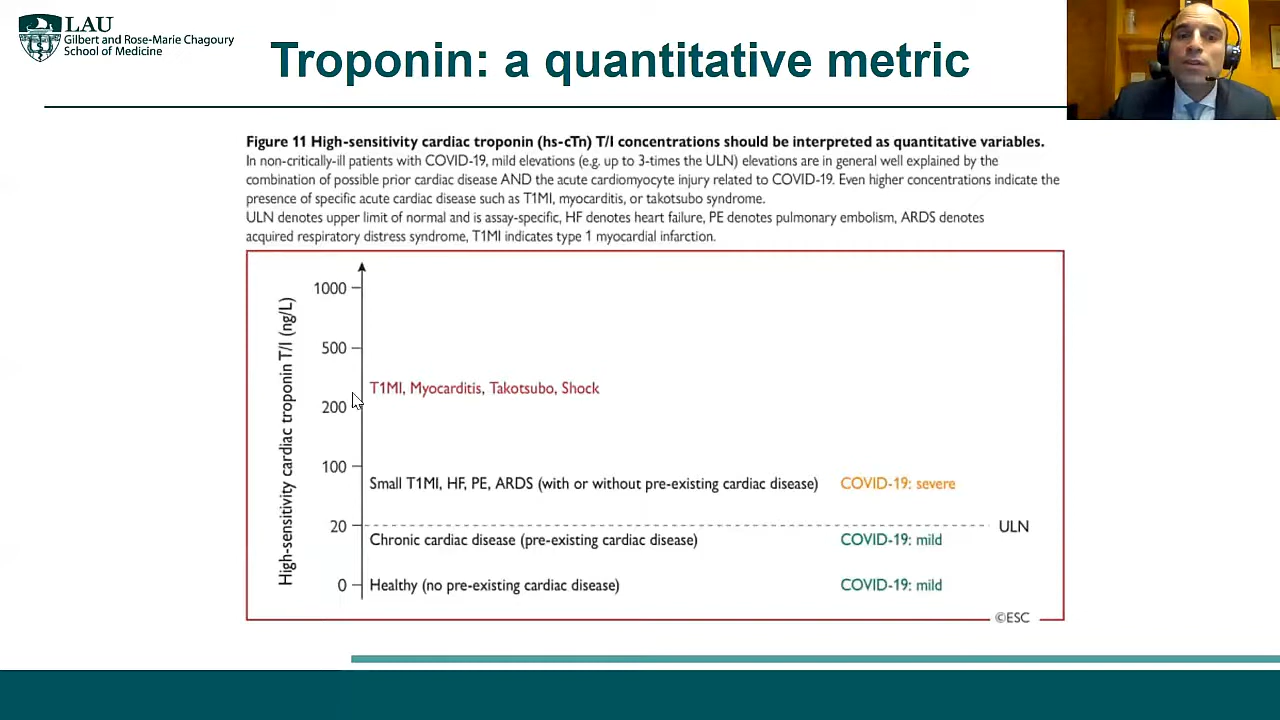 LAU
Gilbert and Rose-Marie Chagoury
School of Medicine
Troponin: a quantitative metric
Figure 11 High-sensitivity cardiac troponin (hs-cTn) T/I concentrations should be interpreted as quantitative variables.
In non-critically-ill patients with COVID-19, mild elevations (e.g. up to 3-times the ULN) elevations are in general well explained by the
combination of possible prior cardiac disease AND the acute cardiomyocyte injury related to COVID-19. Even higher concentrations indicate the
presence of specific acute cardiac disease such as T1MI, myocarditis, or takotsubo syndrome.
ULN denotes upper limit of normal and is assay-specific, HF denotes heart failure, PE denotes pulmonary embolism, ARDS denotes
acquired respiratory distress syndrome, T1MI indicates type 1 myocardial infarction.
High-sensitivity cardiac troponin T/I (ng/L)
1000
500
T1MI, Myocarditis, Takotsubo, Shock
200
100
Small T1MI, HF, PE, ARDS (with or without pre-existing cardiac disease) COVID-19: severe
20 ULN
Chronic cardiac disease (pre-existing cardiac disease) COVID-19: mild
0 Healthy (no pre-existing cardiac disease) COVID-19: mild
©ESC